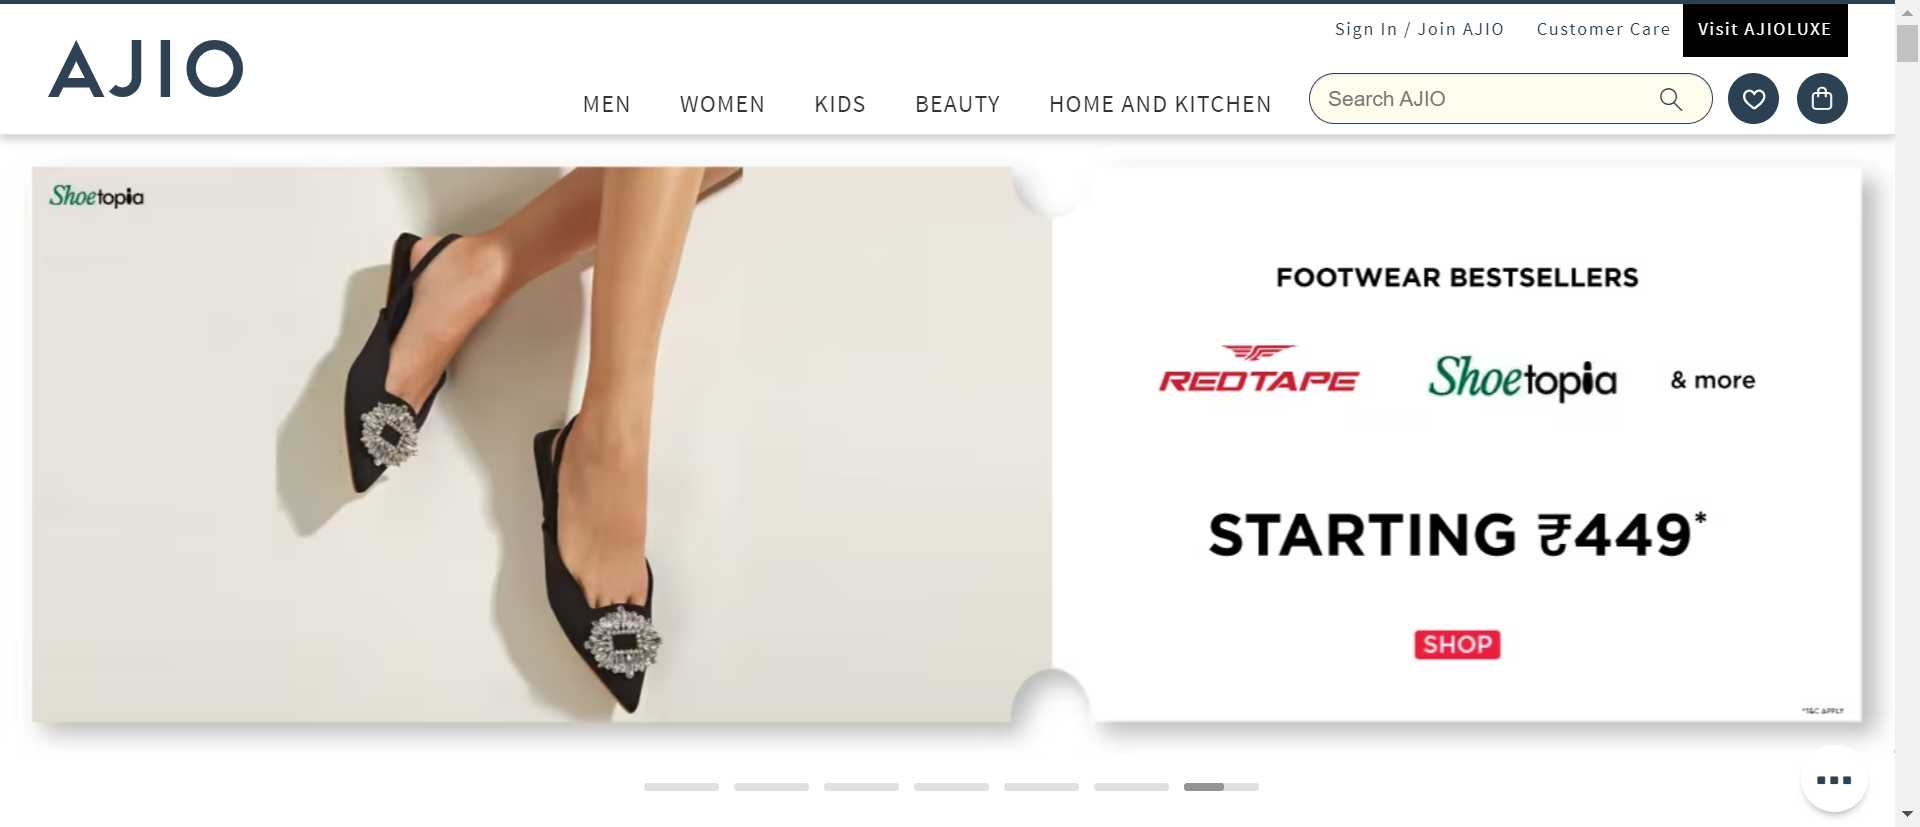 Sign In / Join AJIO Customer Care Visit AJIOLUXE
AJIO
MEN WOMEN KIDS BEAUTY HOME AND KITCHEN Search AJIO
Shoetopia
FOOTWEAR BESTSELLERS
REDTAPE Shoetopia & more
STARTING ₹449*
SHOP
*T&C APPLY